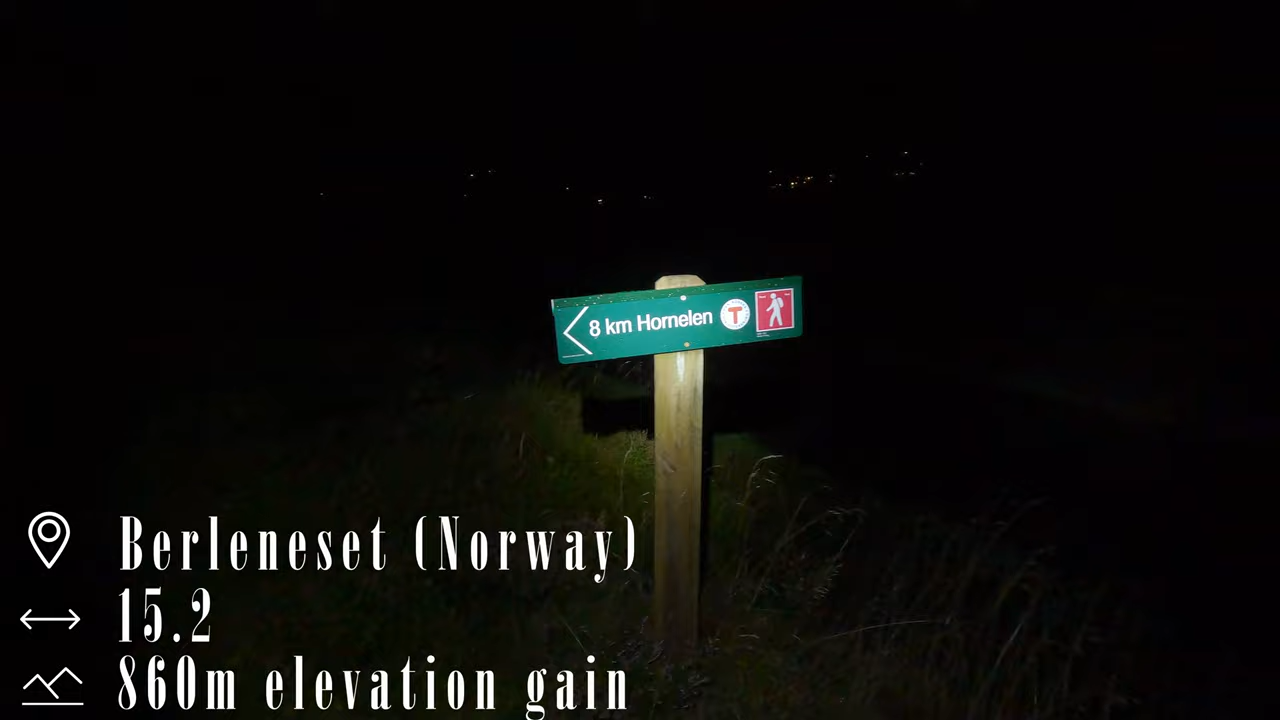 8 km Hornelen
T
Berleneset (Norway)
15.2
860m elevation gain